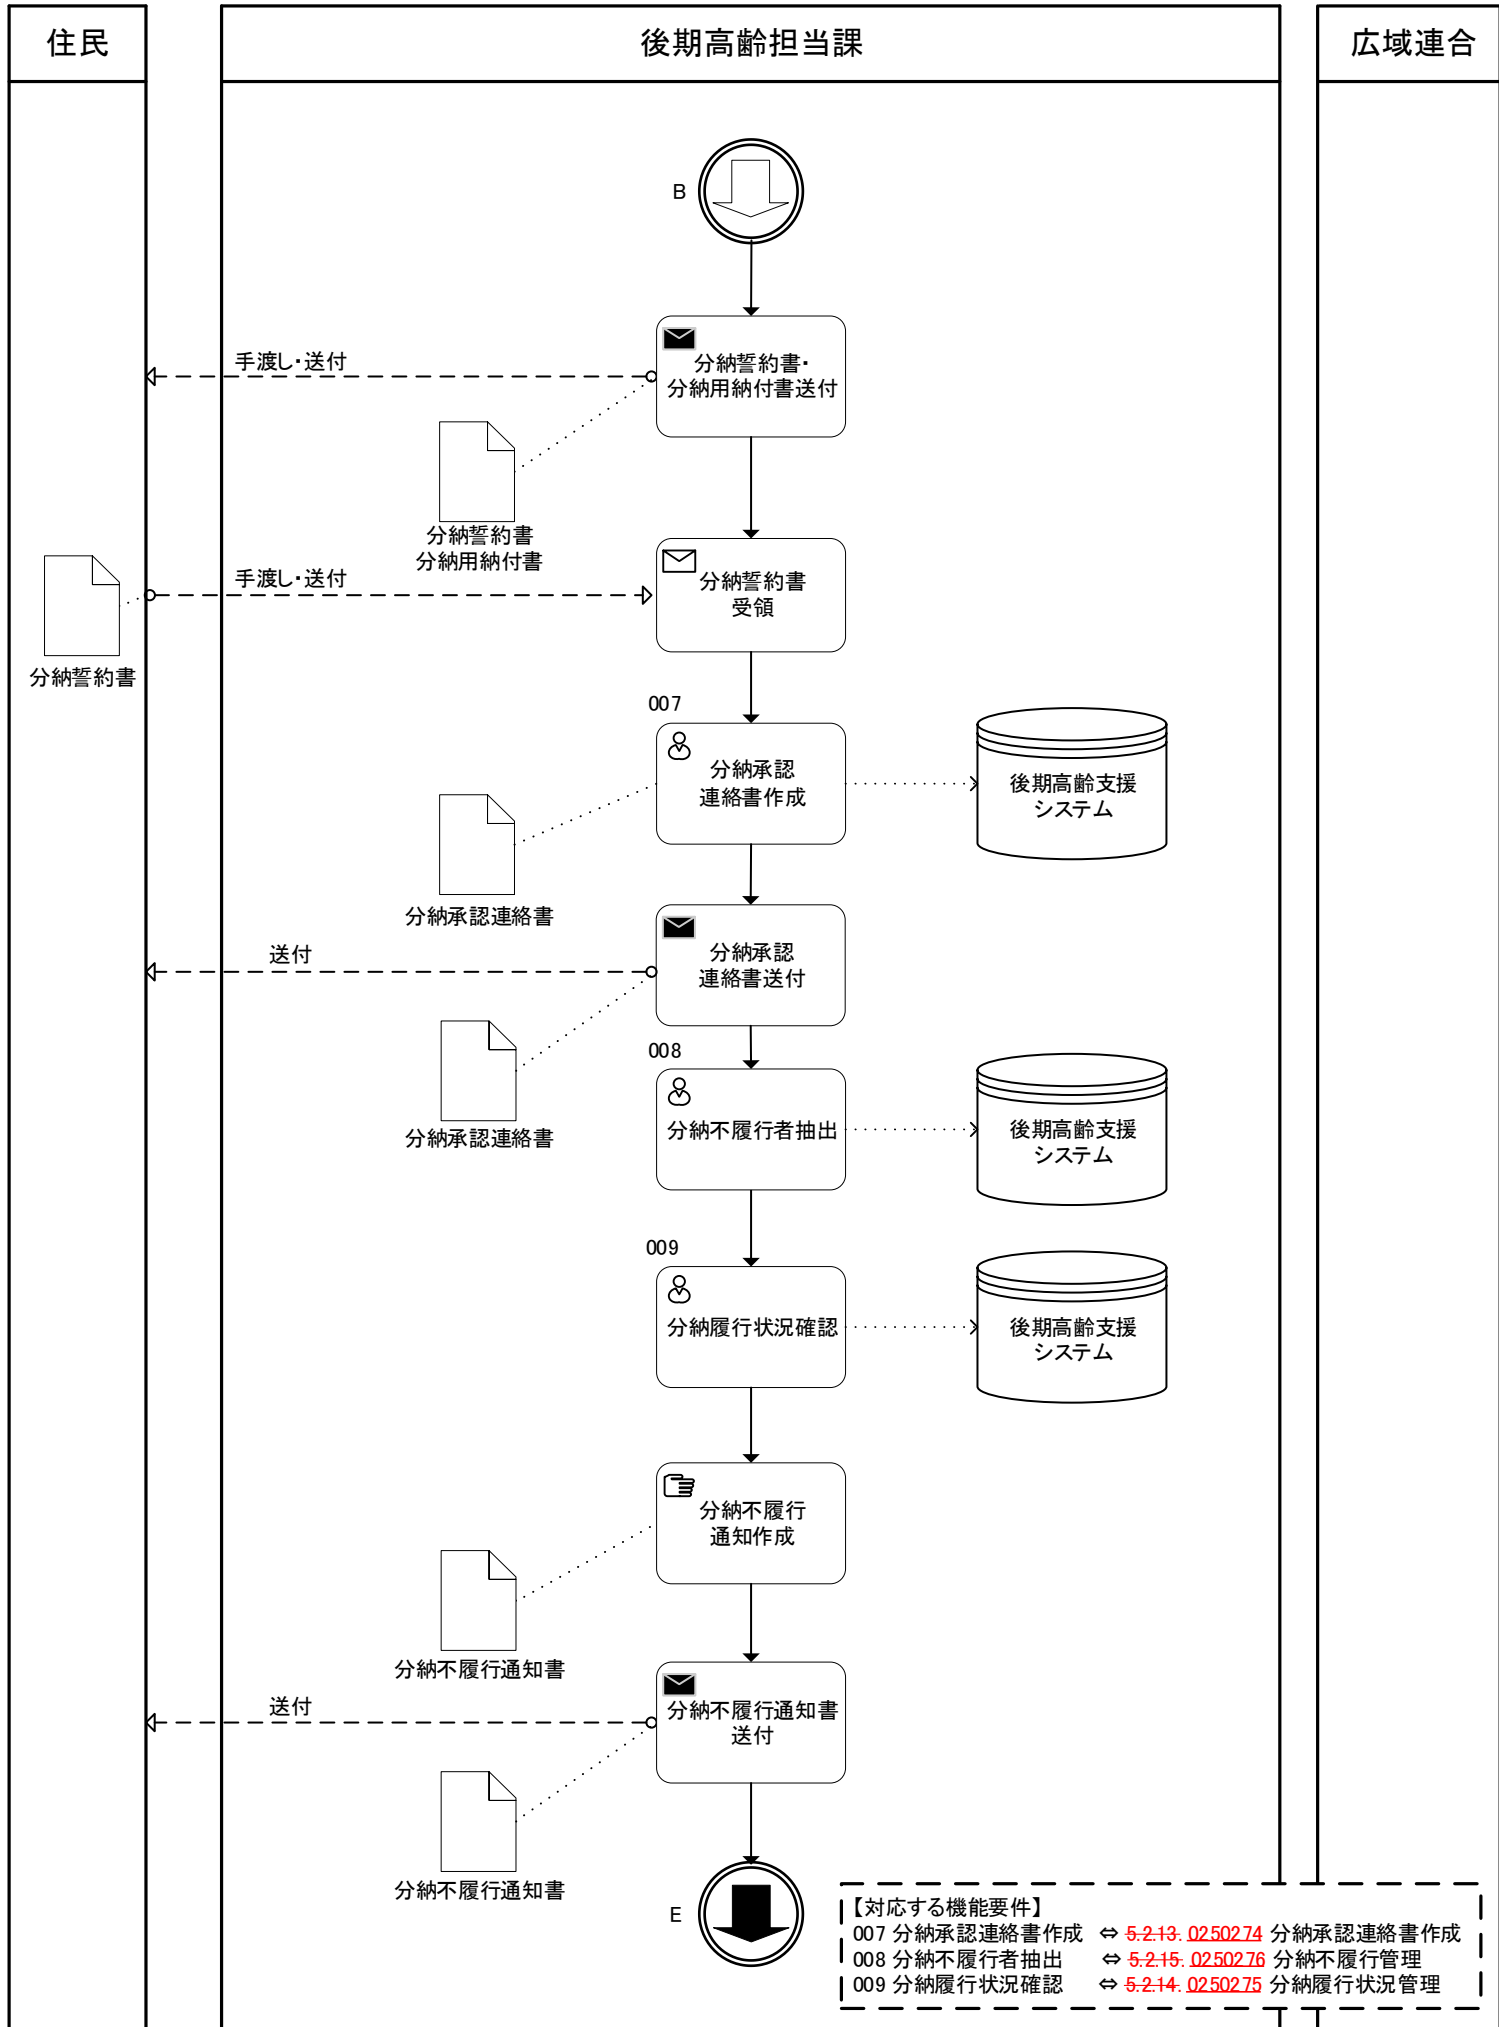 住民
後期高齢担当課
広域連合
B
手渡し・送付
分納誓約書・
分納用納付書送付
分納誓約書
分納用納付書
手渡し・送付
分納誓約書
受領
分納誓約書
007
分納承認
連絡書作成
後期高齢支援
システム
分納承認連絡書
送付
分納承認
連絡書送付
008
分納承認連絡書
分納不履行者抽出
後期高齢支援
システム
009
分納履行状況確認
後期高齢支援
システム
分納不履行
通知作成
分納不履行通知書
送付
分納不履行通知書
送付
分納不履行通知書
E
【対応する機能要件】
007 分納承認連絡書作成 ⇔ 5.2.13. 0250274 分納承認連絡書作成
008 分納不履行者抽出 ⇔ 5.2.15. 0250276 分納不履行管理
009 分納履行状況確認 ⇔ 5.2.14. 0250275 分納履行状況管理